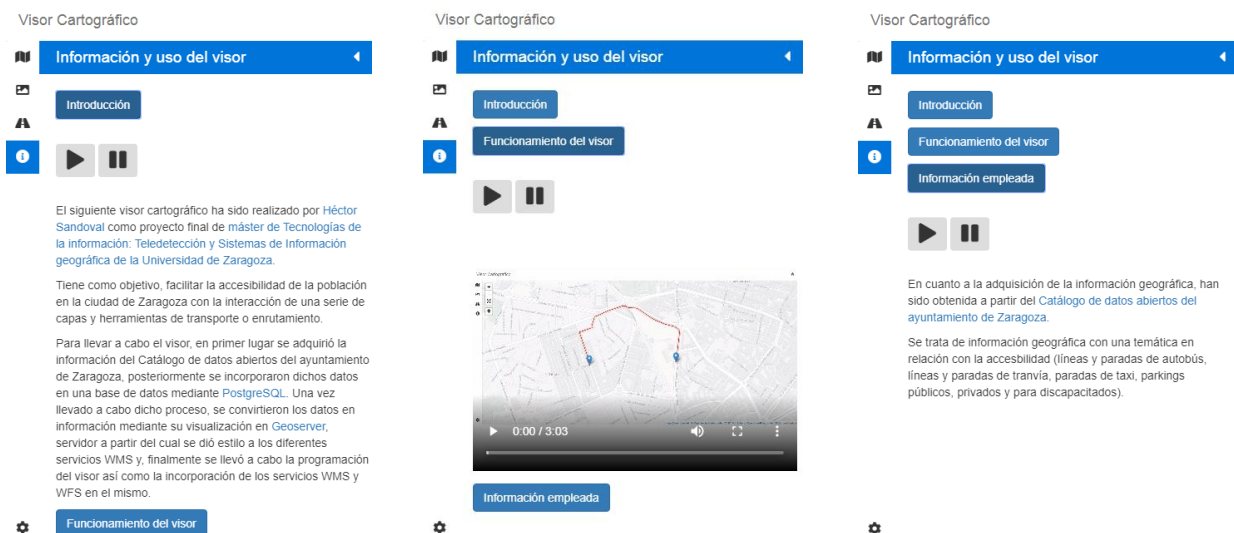 Visor Cartográfico
Información y uso del visor
Introducción
El siguiente visor cartográfico ha sido realizado por Héctor
Sandoval como proyecto final de máster de Tecnologías de
la información: Teledetección y Sistemas de Información
geográfica de la Universidad de Zaragoza.
Tiene como objetivo, facilitar la accesibilidad de la población
en la ciudad de Zaragoza con la interacción de una serie de
capas y herramientas de transporte o enrutamiento.
Para llevar a cabo el visor, en primer lugar se adquirió la
información del Catálogo de datos abiertos del ayuntamiento
de Zaragoza, posteriormente se incorporaron dichos datos
en una base de datos mediante PostgreSQL. Una vez
llevado a cabo dicho proceso, se convirtieron los datos en
información mediante su visualización en Geoserver,
servidor a partir del cual se dió estilo a los diferentes
servicios WMS y, finalmente se llevó a cabo la programación
del visor así como la incorporación de los servicios WMS y
WFS en el mismo.
Funcionamiento del visor
Visor Cartográfico
Información y uso del visor
Introducción
Funcionamiento del visor
Visor Cartográfico
0:00 / 3:03
Información empleada
Visor Cartográfico
Información y uso del visor
Introducción
Funcionamiento del visor
Información empleada
En cuanto a la adquisición de la información geográfica, han
sido obtenida a partir del Catálogo de datos abiertos del
ayuntamiento de Zaragoza.
Se trata de información geográfica con una temática en
relación con la accesbilidad (líneas y paradas de autobús,
líneas y paradas de tranvía, paradas de taxi, parkings
públicos, privados y para discapacitados).